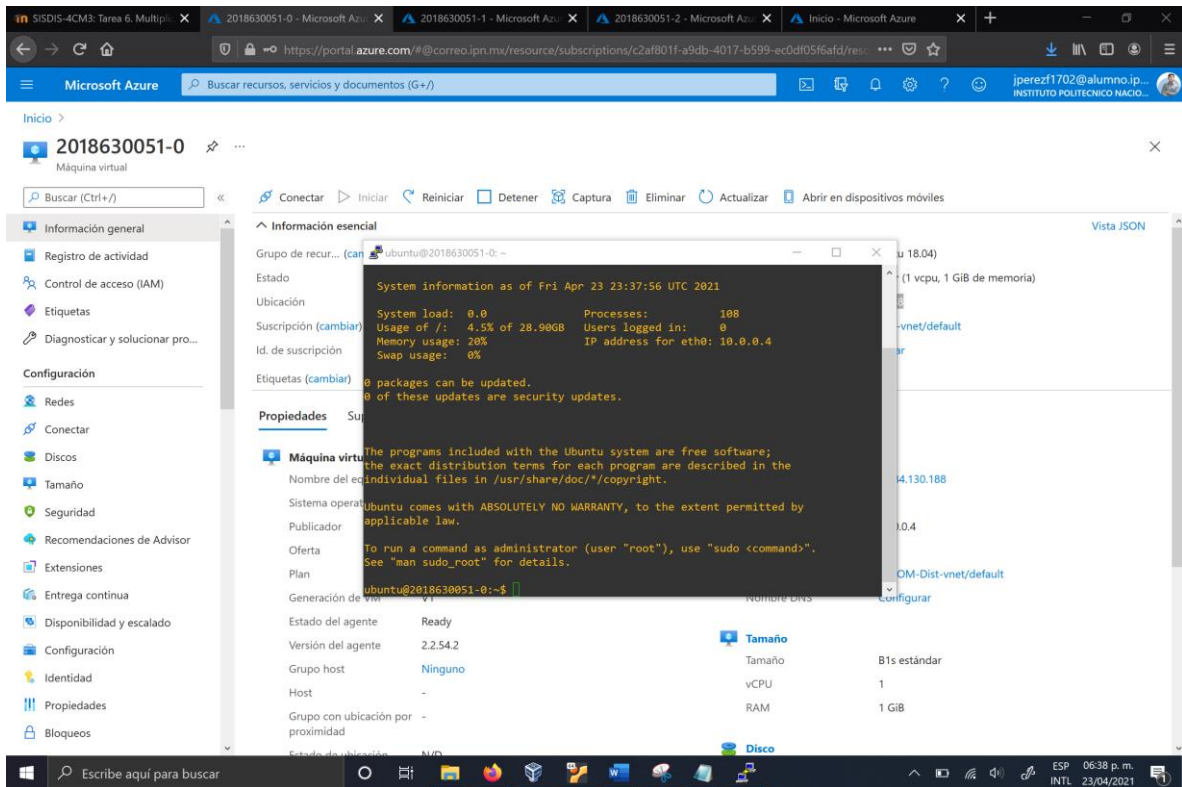 SISDIS-4CM3: Tarea 6. Multipli
2018630051-0 - Microsoft Azu
2018630051-1 - Microsoft Azu
2018630051-2 - Microsoft Azu
Inicio - Microsoft Azure
https://portal.azure.com/#@correo.ipn.mx/resource/subscriptions/c2af801f-a9db-4017-b599-ec0df05f6afd/resc
Microsoft Azure
Buscar recursos, servicios y documentos (G+/)
jperezf1702@alumno.ip...
INSTITUTO POLITECNICO NACIO...
Inicio >
2018630051-0
Máquina virtual
Buscar (Ctrl+/)
Conectar Iniciar Reiniciar Detener Captura Eliminar Actualizar Abrir en dispositivos móviles
Información general
Registro de actividad
Control de acceso (IAM)
Etiquetas
Diagnosticar y solucionar pro...
Configuración
Redes
Conectar
Discos
Tamaño
Seguridad
Recomendaciones de Advisor
Extensiones
Entrega continua
Disponibilidad y escalado
Configuración
Identidad
Propiedades
Bloqueos
Información esencial
Vista JSON
Grupo de recur... (can
Estado
Ubicación
Suscripción (cambiar)
Id. de suscripción
Etiquetas (cambiar)
u 18.04)
(1 vcpu, 1 GiB de memoria)
-vnet/default
ar
ubuntu@2018630051-0: ~
System information as of Fri Apr 23 23:37:56 UTC 2021
System load: 0.0 Processes: 108
Usage of /: 4.5% of 28.90GB Users logged in: 0
Memory usage: 20% IP address for eth0: 10.0.0.4
Swap usage: 0%
0 packages can be updated.
0 of these updates are security updates.
The programs included with the Ubuntu system are free software;
the exact distribution terms for each program are described in the
individual files in /usr/share/doc/*/copyright.
Ubuntu comes with ABSOLUTELY NO WARRANTY, to the extent permitted by
applicable law.
To run a command as administrator (user "root"), use "sudo <command>".
See "man sudo_root" for details.
ubuntu@2018630051-0:~$
Propiedades Su
Máquina virtu
Nombre del eq
Sistema operat
Publicador
Oferta
Plan
Generación de VM V1
Estado del agente Ready
Versión del agente 2.2.54.2
Grupo host Ninguno
Host -
Grupo con ubicación por proximidad -
Estado de ubicación N/D
4.130.188
.0.4
OM-Dist-vnet/default
Nombre DNS Configurar
Tamaño
Tamaño B1s estándar
vCPU 1
RAM 1 GiB
Disco
Escribe aquí para buscar
ESP
INTL
06:38 p. m.
23/04/2021